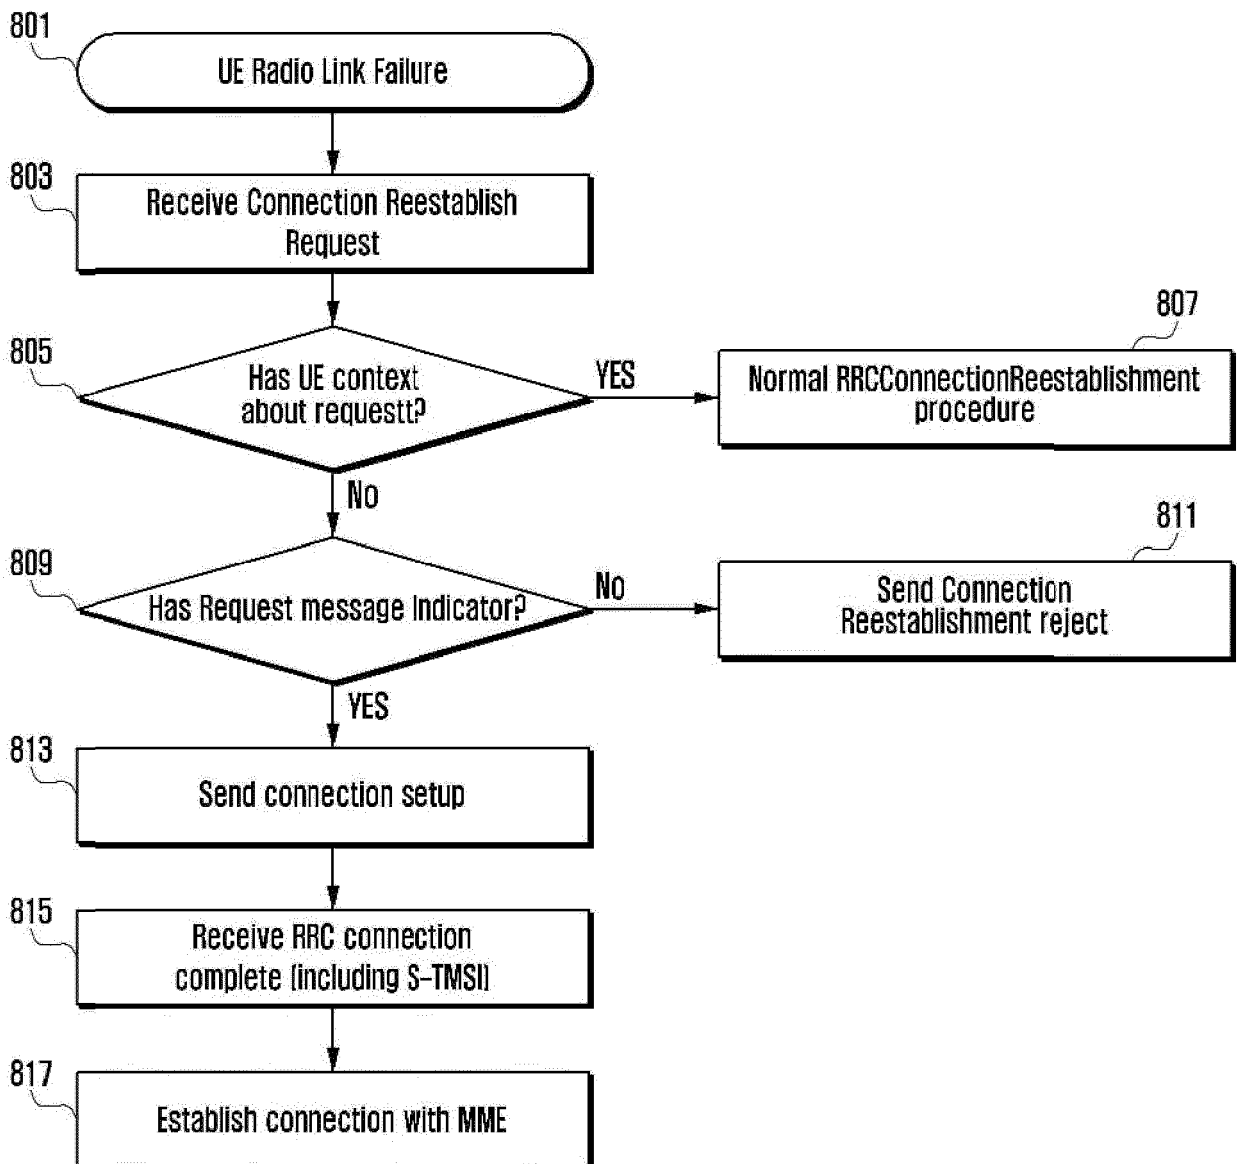 801
UE Radio Link Failure
803
Receive Connection Reestablish
Request
805
Has UE context
about requestt?
YES
807
Normal RRCConnectionReestablishment
procedure
No
809
Has Request message Indicator?
No
811
Send Connection
Reestablishment reject
YES
813
Send connection setup
815
Receive RRC connection
complete (including S-TMSI)
817
Establish connection with MME